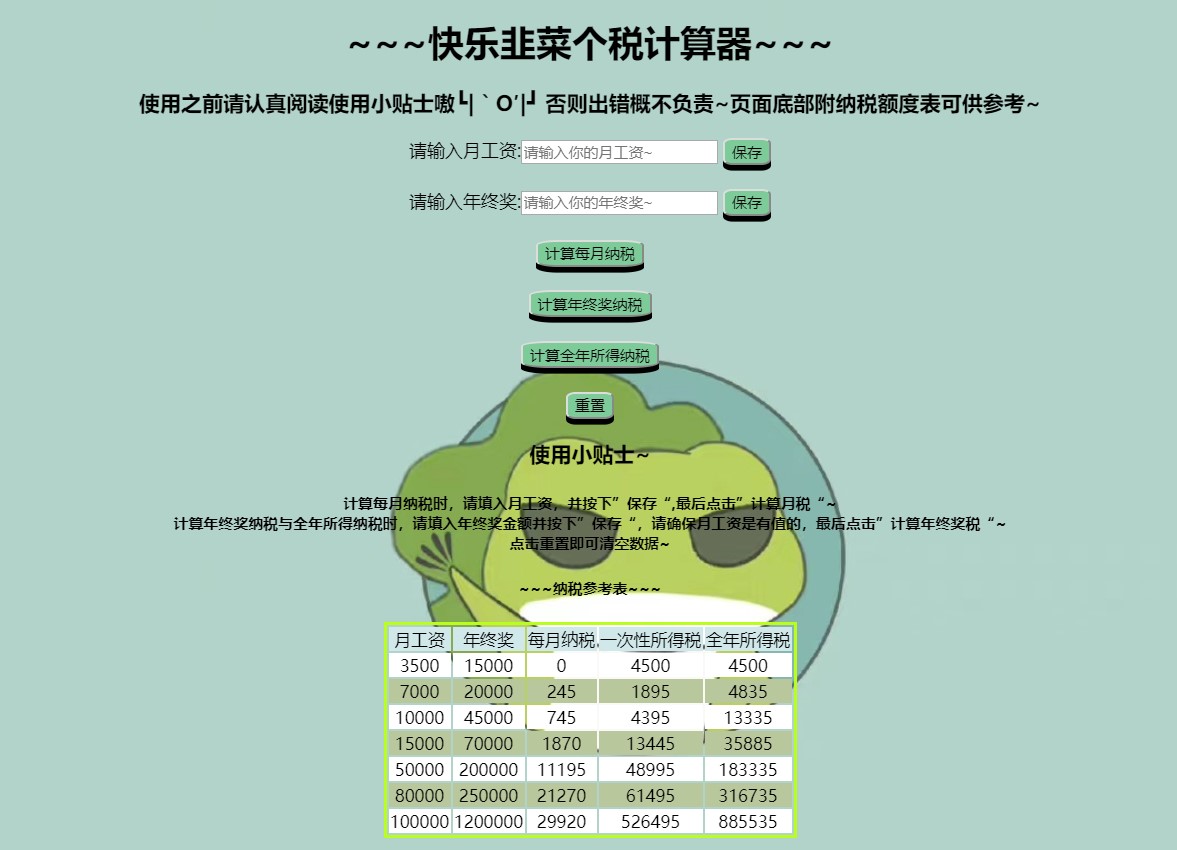 ~~~快乐韭菜个税计算器~~~
使用之前请认真阅读使用小贴士嗷┗|｀O′|┛ 否则出错概不负责~页面底部附纳税额度表可供参考~
请输入月工资:请输入你的月工资~ 保存
请输入年终奖:请输入你的年终奖~ 保存
计算每月纳税
计算年终奖纳税
计算全年所得纳税
重置
使用小贴士~
计算每月纳税时，请填入月工资，并按下”保存“,最后点击”计算月税“~
计算年终奖纳税与全年所得纳税时，请填入年终奖金额并按下”保存“，请确保月工资是有值的，最后点击”计算年终奖税“~
点击重置即可清空数据~
~~~纳税参考表~~~
月工资 年终奖 每月纳税, 一次性所得税, 全年所得税
3500 15000 0 4500 4500
7000 20000 245 1895 4835
10000 45000 745 4395 13335
15000 70000 1870 13445 35885
50000 200000 11195 48995 183335
80000 250000 21270 61495 316735
100000 1200000 29920 526495 885535